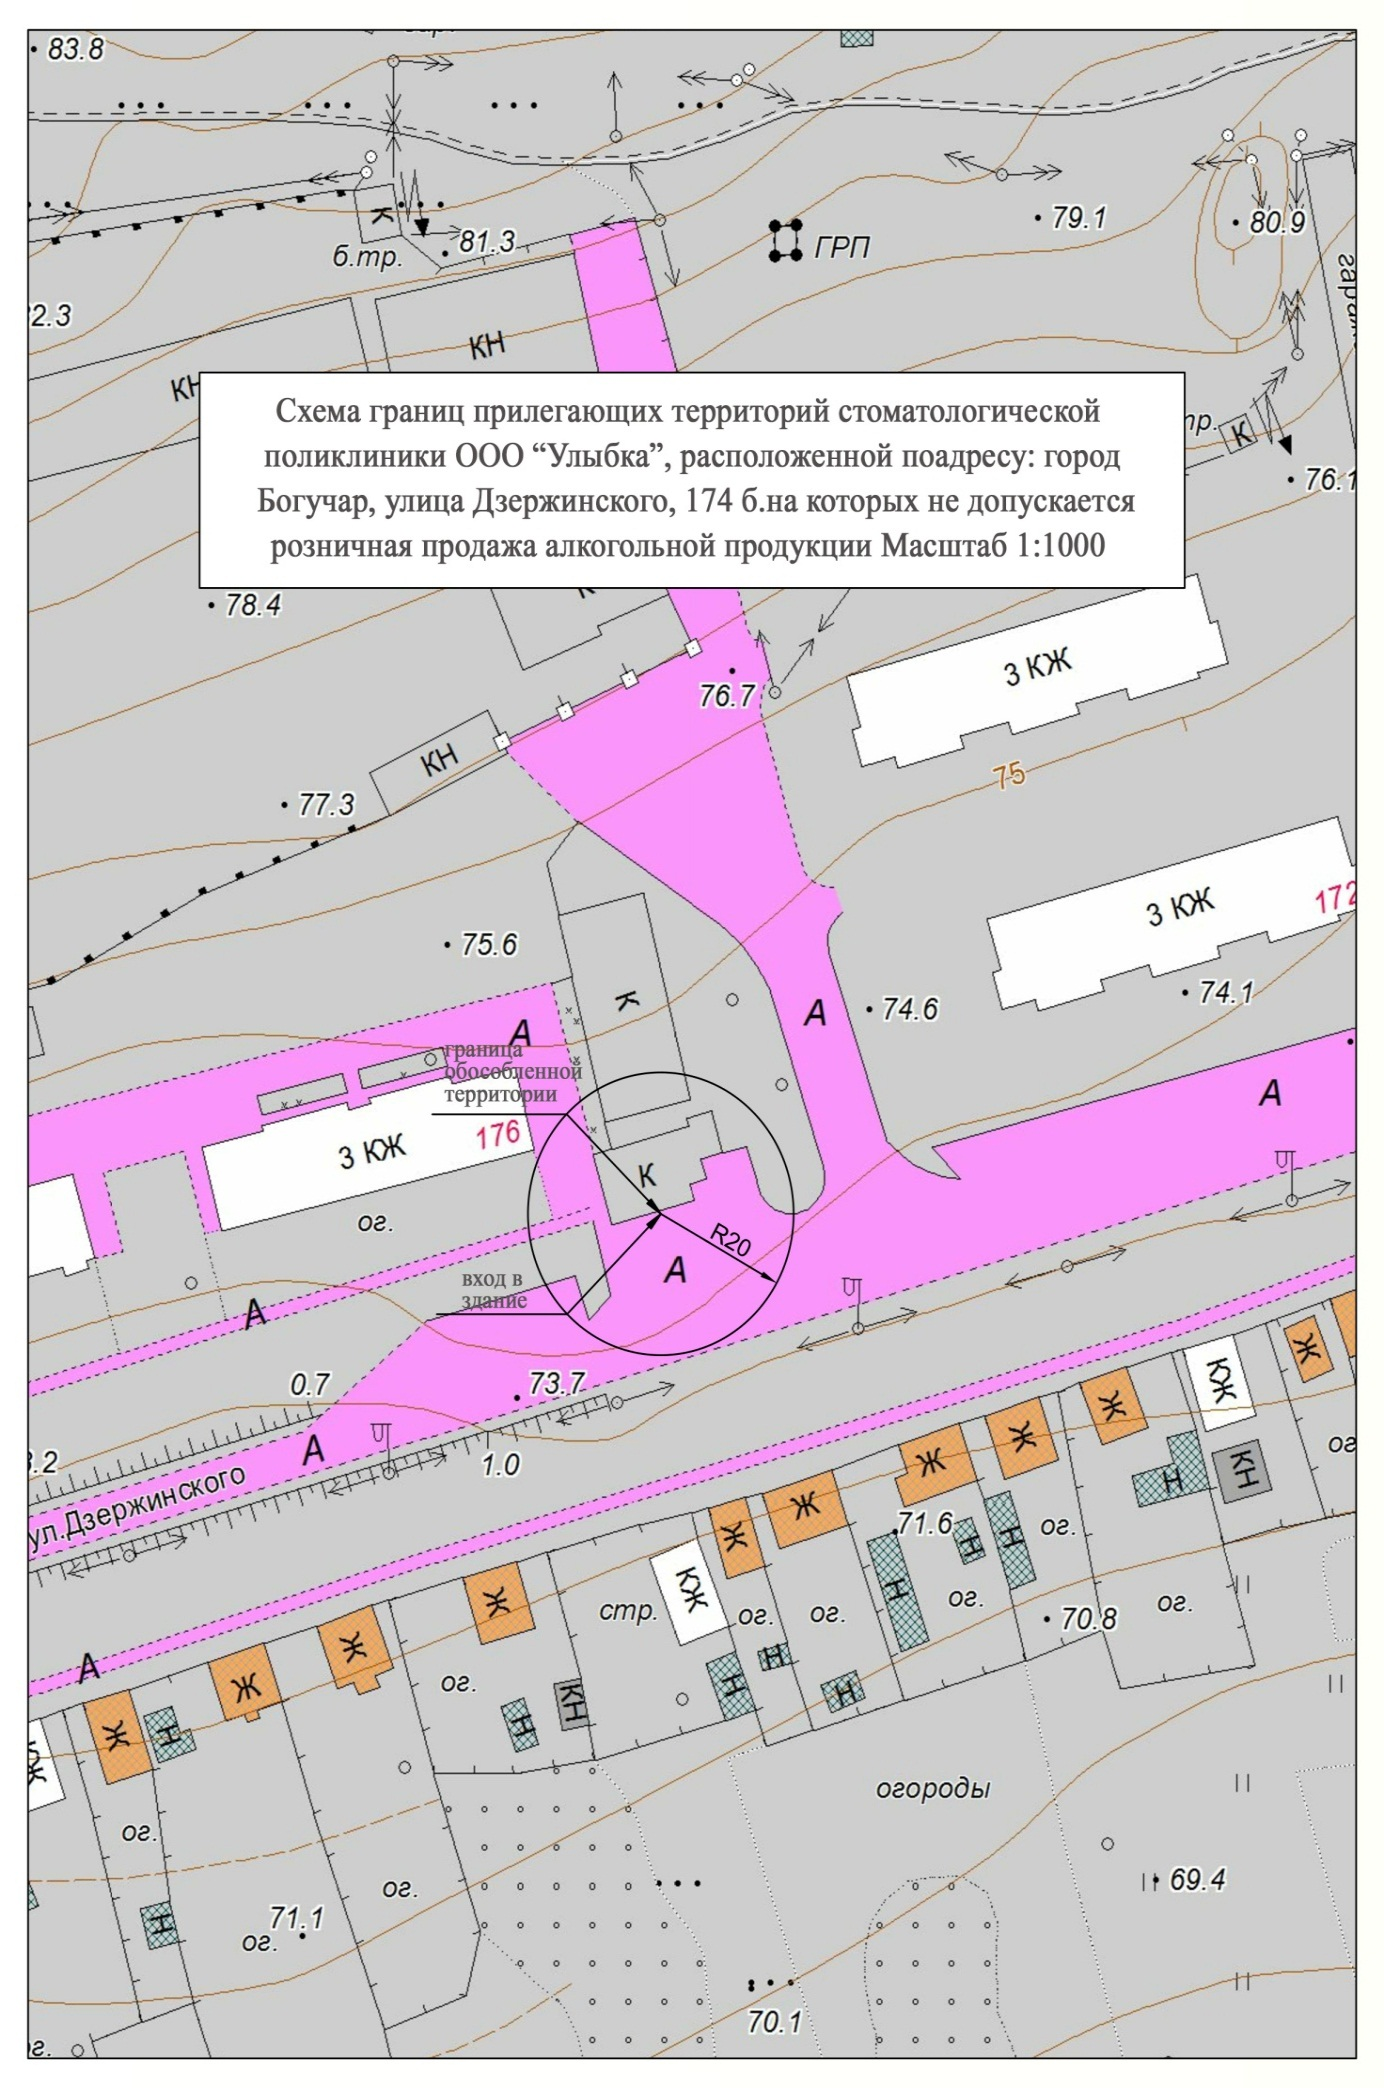 83.8
К
б.тр.
81.3
ГРП
79.1
80.9
2.3
КН
КН
Схема границ прилегающих территорий стоматологической
поликлиники ООО “Улыбка”, расположенной поадресу: город
Богучар, улица Дзержинского, 174 б.на которых не допускается
розничная продажа алкогольной продукции Масштаб 1:1000
К
76.1
78.4
3 КЖ
76.7
КН
75
77.3
3 КЖ
172
75.6
К
74.1
А
74.6
А
граница
обособленной
территории
А
3 КЖ
176
К
ог.
R20
А
вход в
здание
А
0.7
73.7
КЖ
Ж
Ж
А
1.0
ог
.2
Ж
Ж
КН
Н
ул.Дзержинского
Ж
Ж
71.6
ог.
Н
Н
Ж
КЖ
Н
Ж
стр.
ог.
ог.
ог.
70.8
ог.
Ж
А
Н
Н
Н
Ж
ог.
КН
Н
Ж
Н
КЖ
огороды
ог.
ог.
69.4
Н
71.1
ог.
70.1
ог.